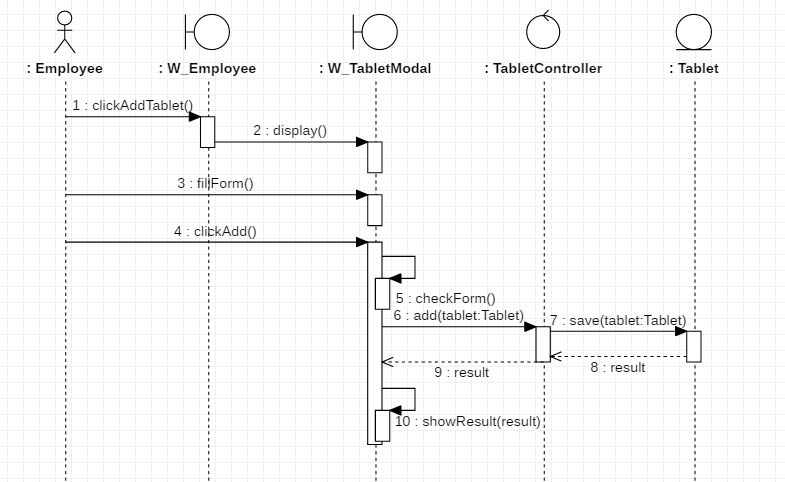 : Employee
: W_Employee
: W_TabletModal
: TabletController
: Tablet
1 : clickAddTablet()
2 : display()
3 : fillForm()
4 : clickAdd()
5 : checkForm()
6 : add(tablet:Tablet)
7 : save(tablet:Tablet)
8 : result
9 : result
10 : showResult(result)